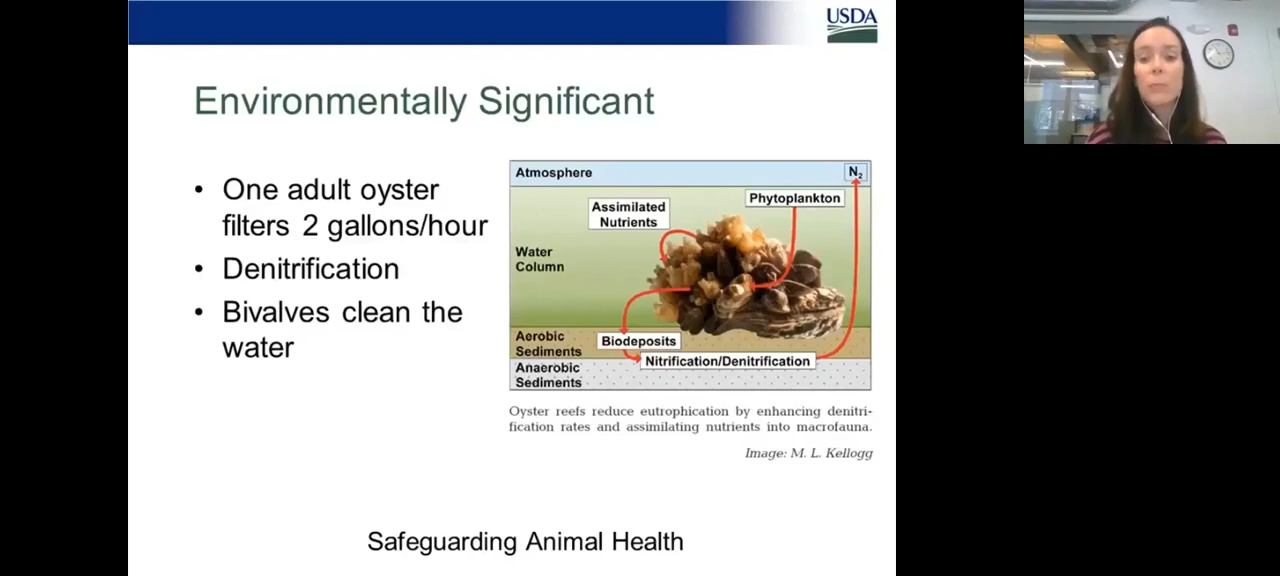 USDA
Environmentally Significant
• One adult oyster
filters 2 gallons/hour
• Denitrification
• Bivalves clean the
water
Atmosphere
N2
Phytoplankton
Assimilated
Nutrients
Water
Column
Aerobic
Sediments
Biodeposits
Nitrification/Denitrification
Anaerobic
Sediments
Oyster reefs reduce eutrophication by enhancing denitri-
fication rates and assimilating nutrients into macrofauna.
Image: M. L. Kellogg
Safeguarding Animal Health